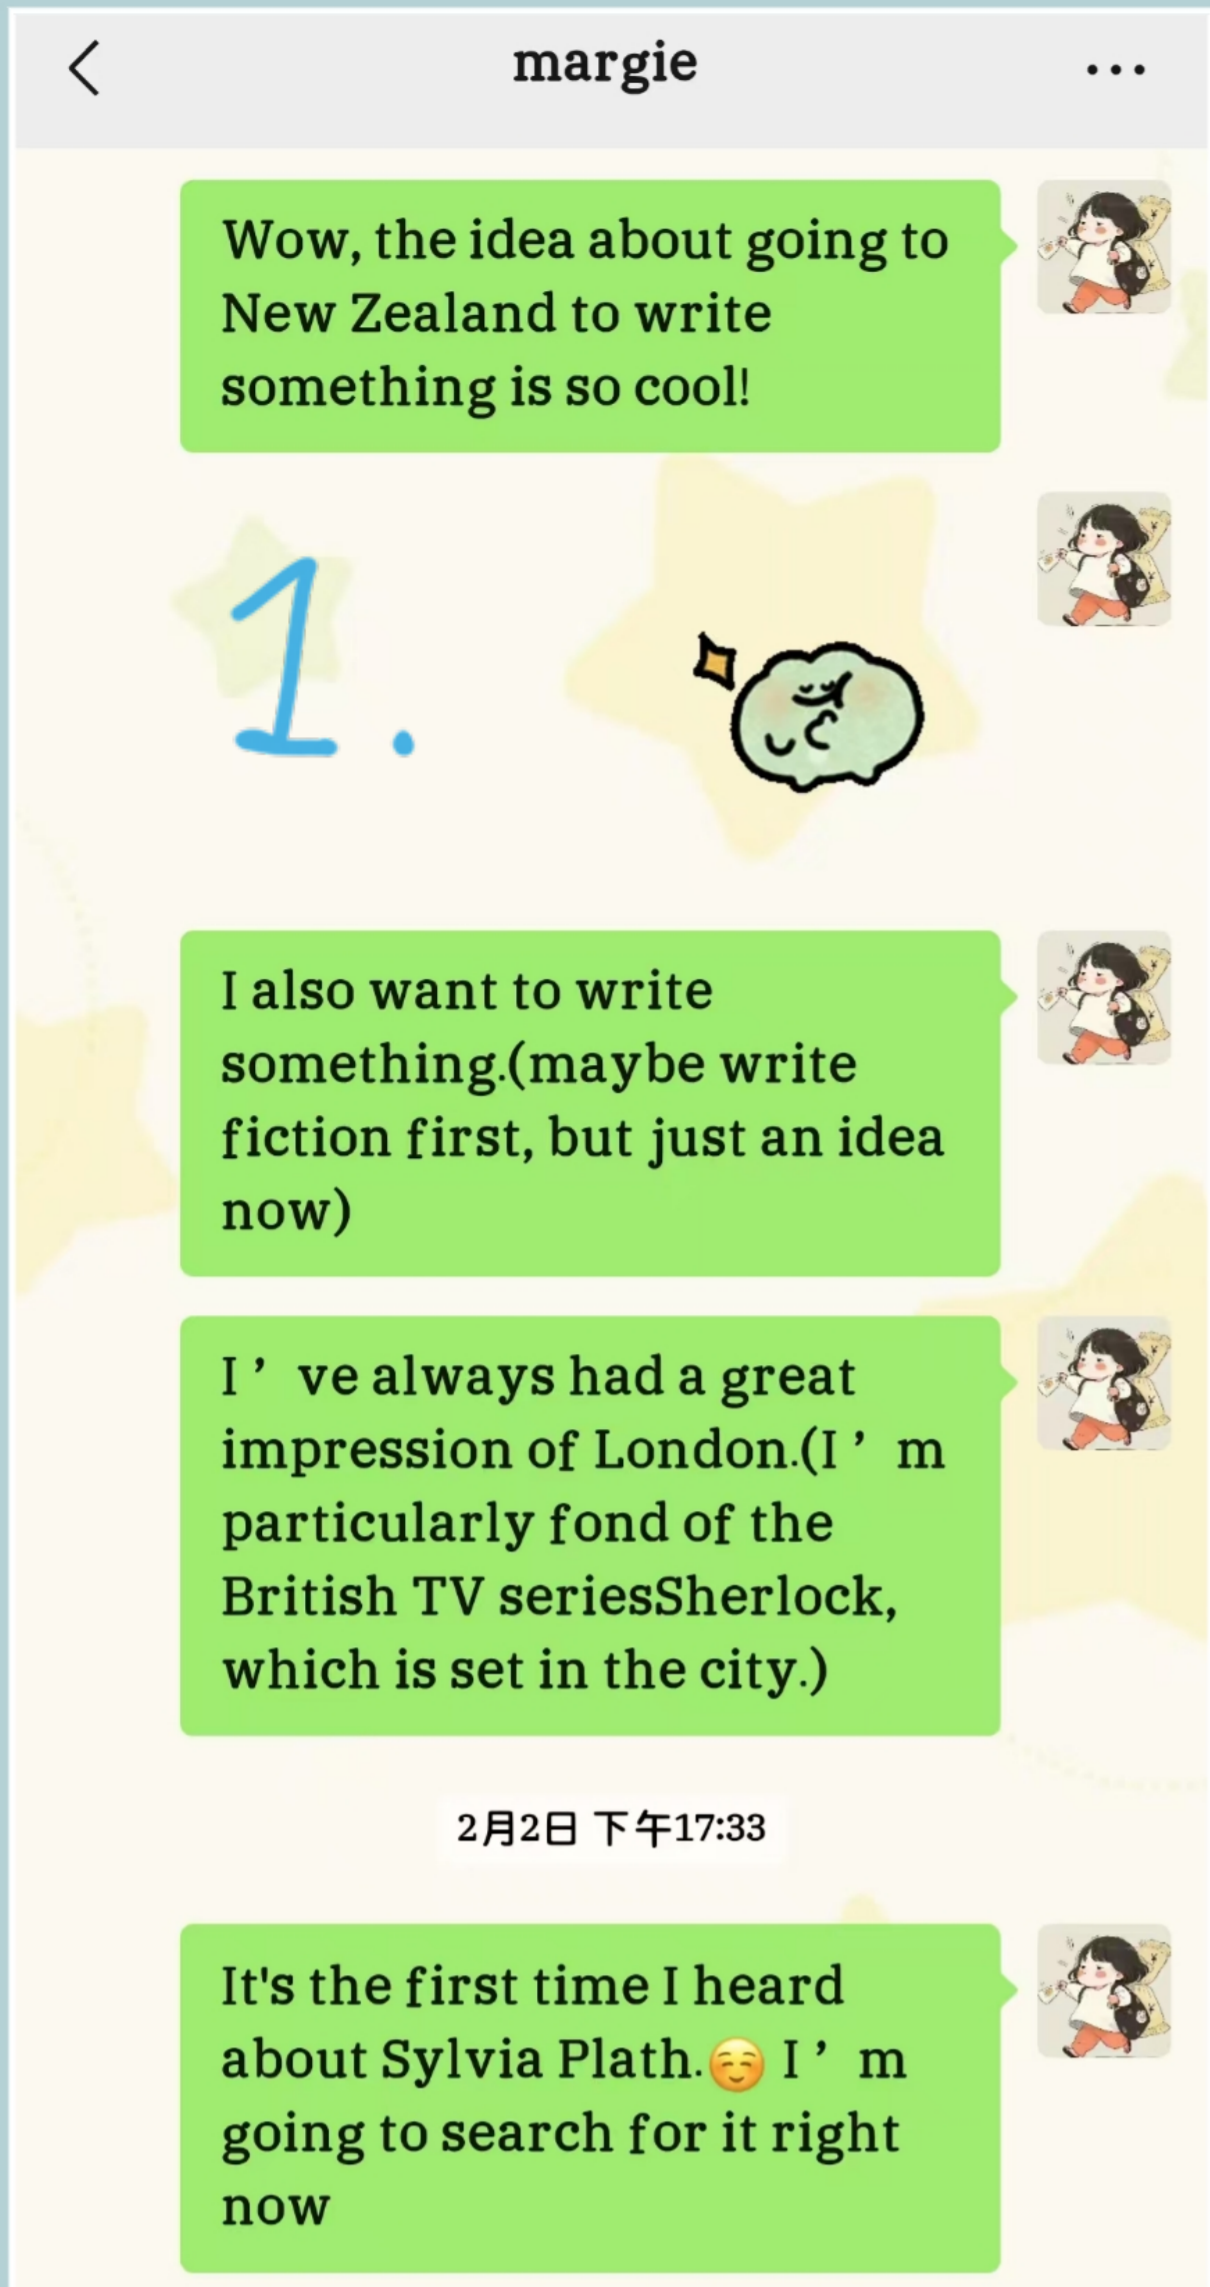 margie
Wow, the idea about going to
New Zealand to write
something is so cool!
1.
I also want to write
something.(maybe write
fiction first, but just an idea
now)
I’ve always had a great
impression of London.(I’m
particularly fond of the
British TV seriesSherlock,
which is set in the city.)
2月2日 下午17:33
It's the first time I heard
about Sylvia Plath.☺️ I’m
going to search for it right
now